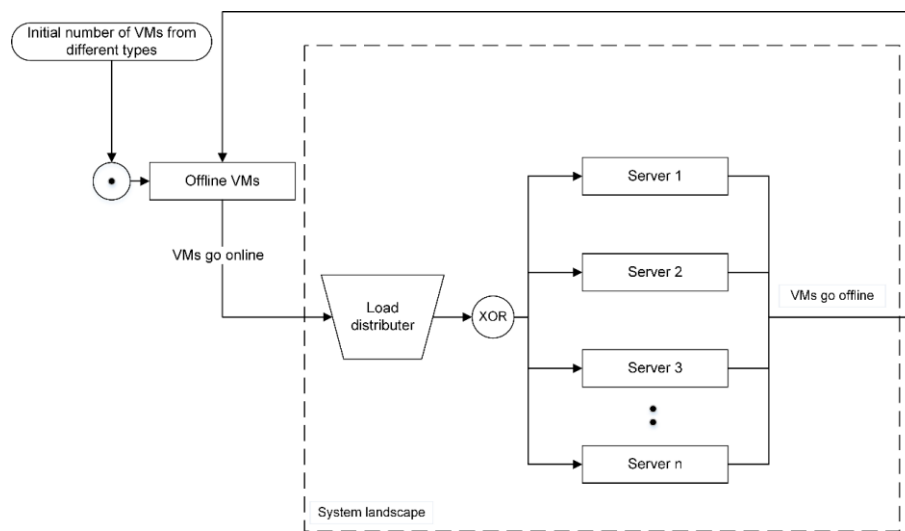 Initial number of VMs from
different types
Offline VMs
VMs go online
Load
distributer
XOR
Server 1
Server 2
Server 3
Server n
VMs go offline
System landscape